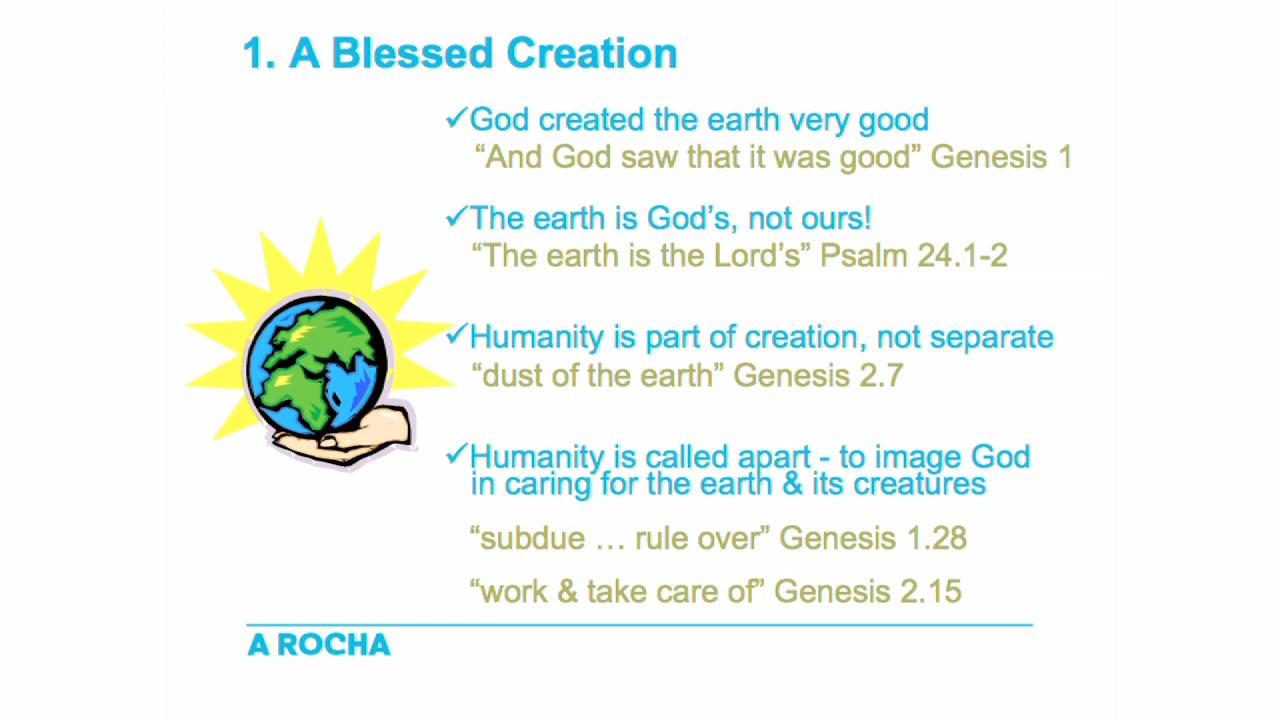 1. A Blessed Creation
✓God created the earth very good
“And God saw that it was good” Genesis 1
✓The earth is God’s, not ours!
“The earth is the Lord’s” Psalm 24.1-2
✓Humanity is part of creation, not separate
“dust of the earth” Genesis 2.7
✓Humanity is called apart - to image God
in caring for the earth & its creatures
“subdue … rule over” Genesis 1.28
“work & take care of” Genesis 2.15
A ROCHA